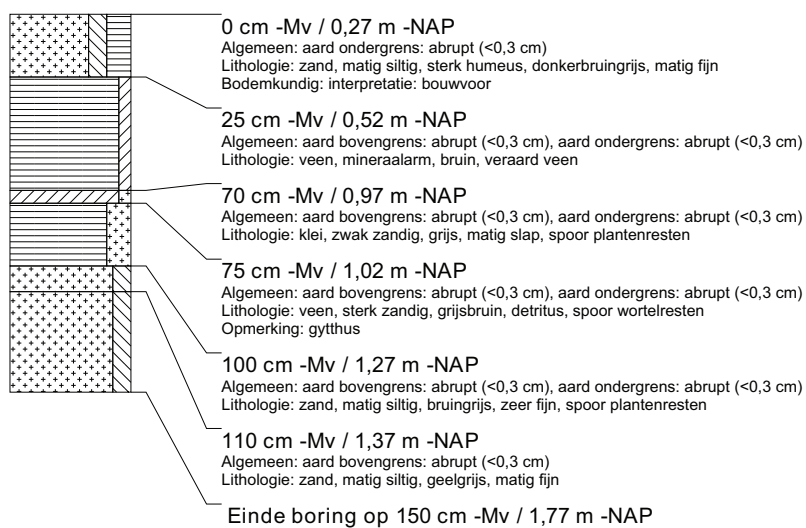 0 cm -Mv / 0,27 m -NAP
Algemeen: aard ondergrens: abrupt (<0,3 cm)
Lithologie: zand, matig siltig, sterk humeus, donkerbruingrijs, matig fijn
Bodemkundig: interpretatie: bouwvoor
25 cm -Mv / 0,52 m -NAP
Algemeen: aard bovengrens: abrupt (<0,3 cm), aard ondergrens: abrupt (<0,3 cm)
Lithologie: veen, mineraalarm, bruin, veraard veen
70 cm -Mv / 0,97 m -NAP
Algemeen: aard bovengrens: abrupt (<0,3 cm), aard ondergrens: abrupt (<0,3 cm)
Lithologie: klei, zwak zandig, grijs, matig slap, spoor plantenresten
75 cm -Mv / 1,02 m -NAP
Algemeen: aard bovengrens: abrupt (<0,3 cm), aard ondergrens: abrupt (<0,3 cm)
Lithologie: veen, sterk zandig, grijsbruin, detritus, spoor wortelresten
Opmerking: gytthus
100 cm -Mv / 1,27 m -NAP
Algemeen: aard bovengrens: abrupt (<0,3 cm), aard ondergrens: abrupt (<0,3 cm)
Lithologie: zand, matig siltig, bruingrijs, zeer fijn, spoor plantenresten
110 cm -Mv / 1,37 m -NAP
Algemeen: aard bovengrens: abrupt (<0,3 cm)
Lithologie: zand, matig siltig, geelgrijs, matig fijn
Einde boring op 150 cm -Mv / 1,77 m -NAP